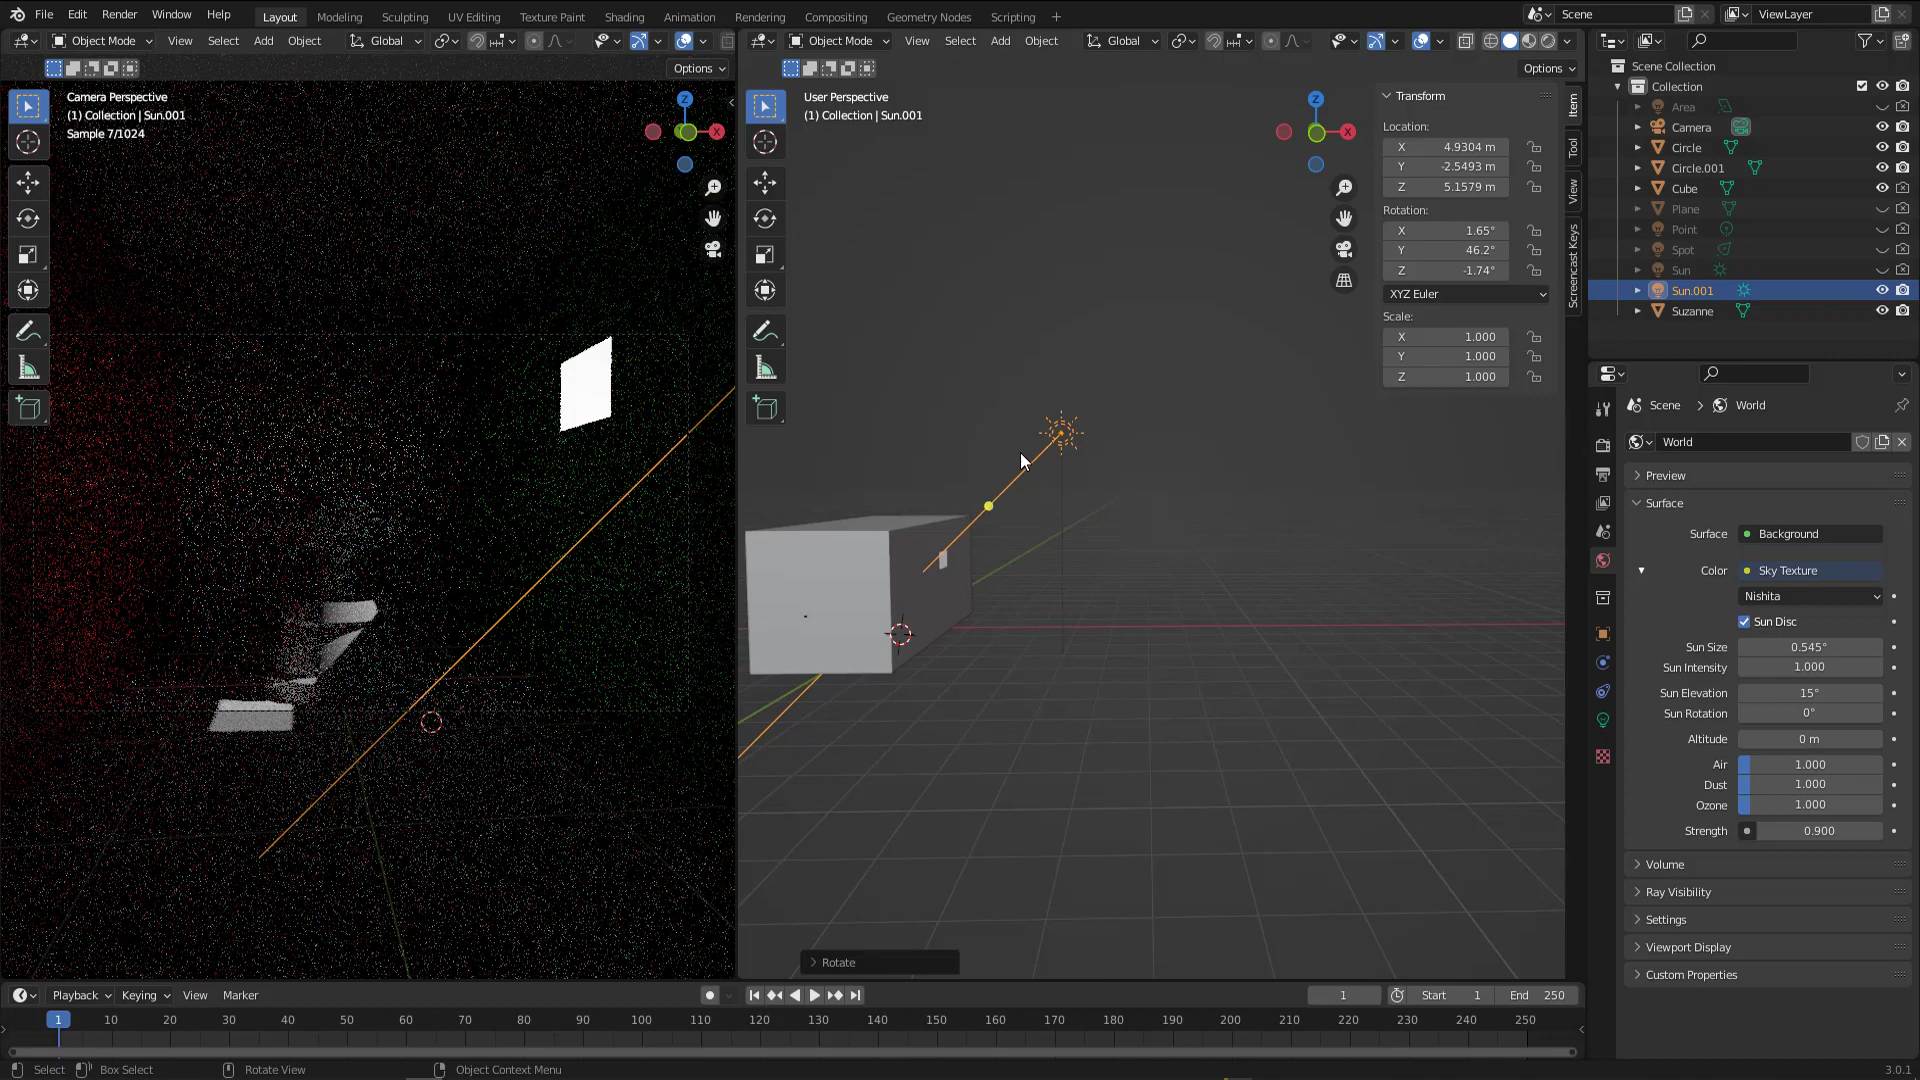 File Edit Render Window Help Layout Modeling Sculpting UV Editing Texture Paint Shading Animation Rendering Compositing Geometry Nodes Scripting + Scene ViewLayer
Object Mode View Select Add Object Global
Object Mode View Select Add Object Global
Options
Options
Camera Perspective
(1) Collection | Sun.001
Sample 7/1024
Z
X
User Perspective
(1) Collection | Sun.001
Z
X
Transform
Location:
X 4.9304 m
Y -2.5493 m
Z 5.1579 m
Rotation:
X 1.65°
Y 46.2°
Z -1.74°
XYZ Euler
Scale:
X 1.000
Y 1.000
Z 1.000
Item
Tool
View
Screencast Keys
Rotate
Scene Collection
Collection
Area
Camera
Circle
Circle.001
Cube
Plane
Point
Spot
Sun
Sun.001
Suzanne
Scene > World
World
Preview
Surface
Surface Background
Color Sky Texture
Nishita
Sun Disc
Sun Size 0.545°
Sun Intensity 1.000
Sun Elevation 15°
Sun Rotation 0°
Altitude 0 m
Air 1.000
Dust 1.000
Ozone 1.000
Strength 0.900
Volume
Ray Visibility
Settings
Viewport Display
Custom Properties
Playback Keying View Marker 1 Start 1 End 250
1 10 20 30 40 50 60 70 80 90 100 110 120 130 140 150 160 170 180 190 200 210 220 230 240 250
Select Box Select Rotate View Object Context Menu 3.0.1